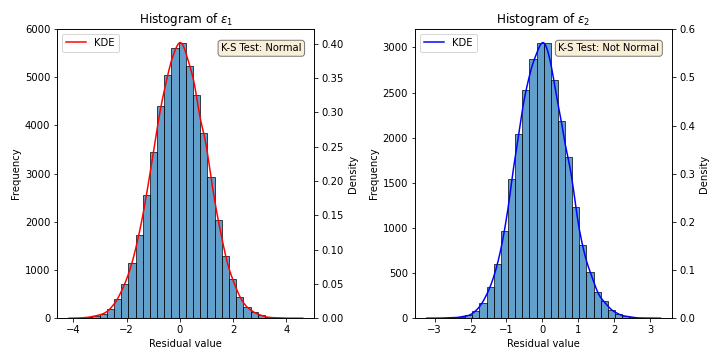 Histogram of ε1
KDE
K-S Test: Normal
Frequency
Density
6000
5000
4000
3000
2000
1000
0
0.40
0.35
0.30
0.25
0.20
0.15
0.10
0.05
0.00
−4 −2 0 2 4
Residual value
Histogram of ε2
KDE
K-S Test: Not Normal
Frequency
Density
3000
2500
2000
1500
1000
500
0
0.6
0.5
0.4
0.3
0.2
0.1
0.0
−3 −2 −1 0 1 2 3
Residual value